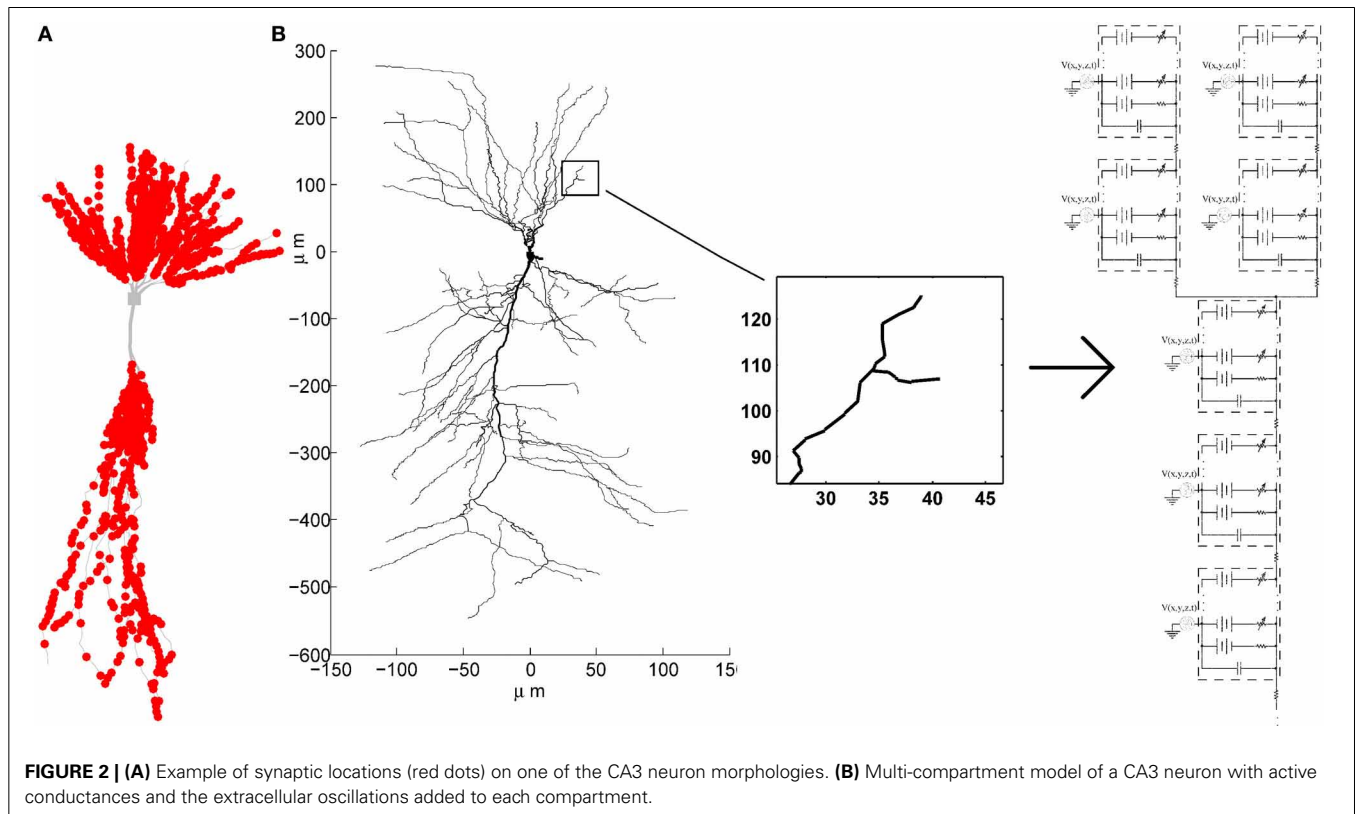 A
B
300
200
100
0
−100
−200
−300
−400
−500
−600
μ m
−150
−100
−50
0
50
100
15
μ m
120
110
100
90
30
35
40
45
V(x,y,z,t)
V(x,y,z,t)
V(x,y,z,t)
V(x,y,z,t)
V(x,y,z,t)
V(x,y,z,t)
V(x,y,z,t)
FIGURE 2 | (A) Example of synaptic locations (red dots) on one of the CA3 neuron morphologies. (B) Multi-compartment model of a CA3 neuron with active
conductances and the extracellular oscillations added to each compartment.